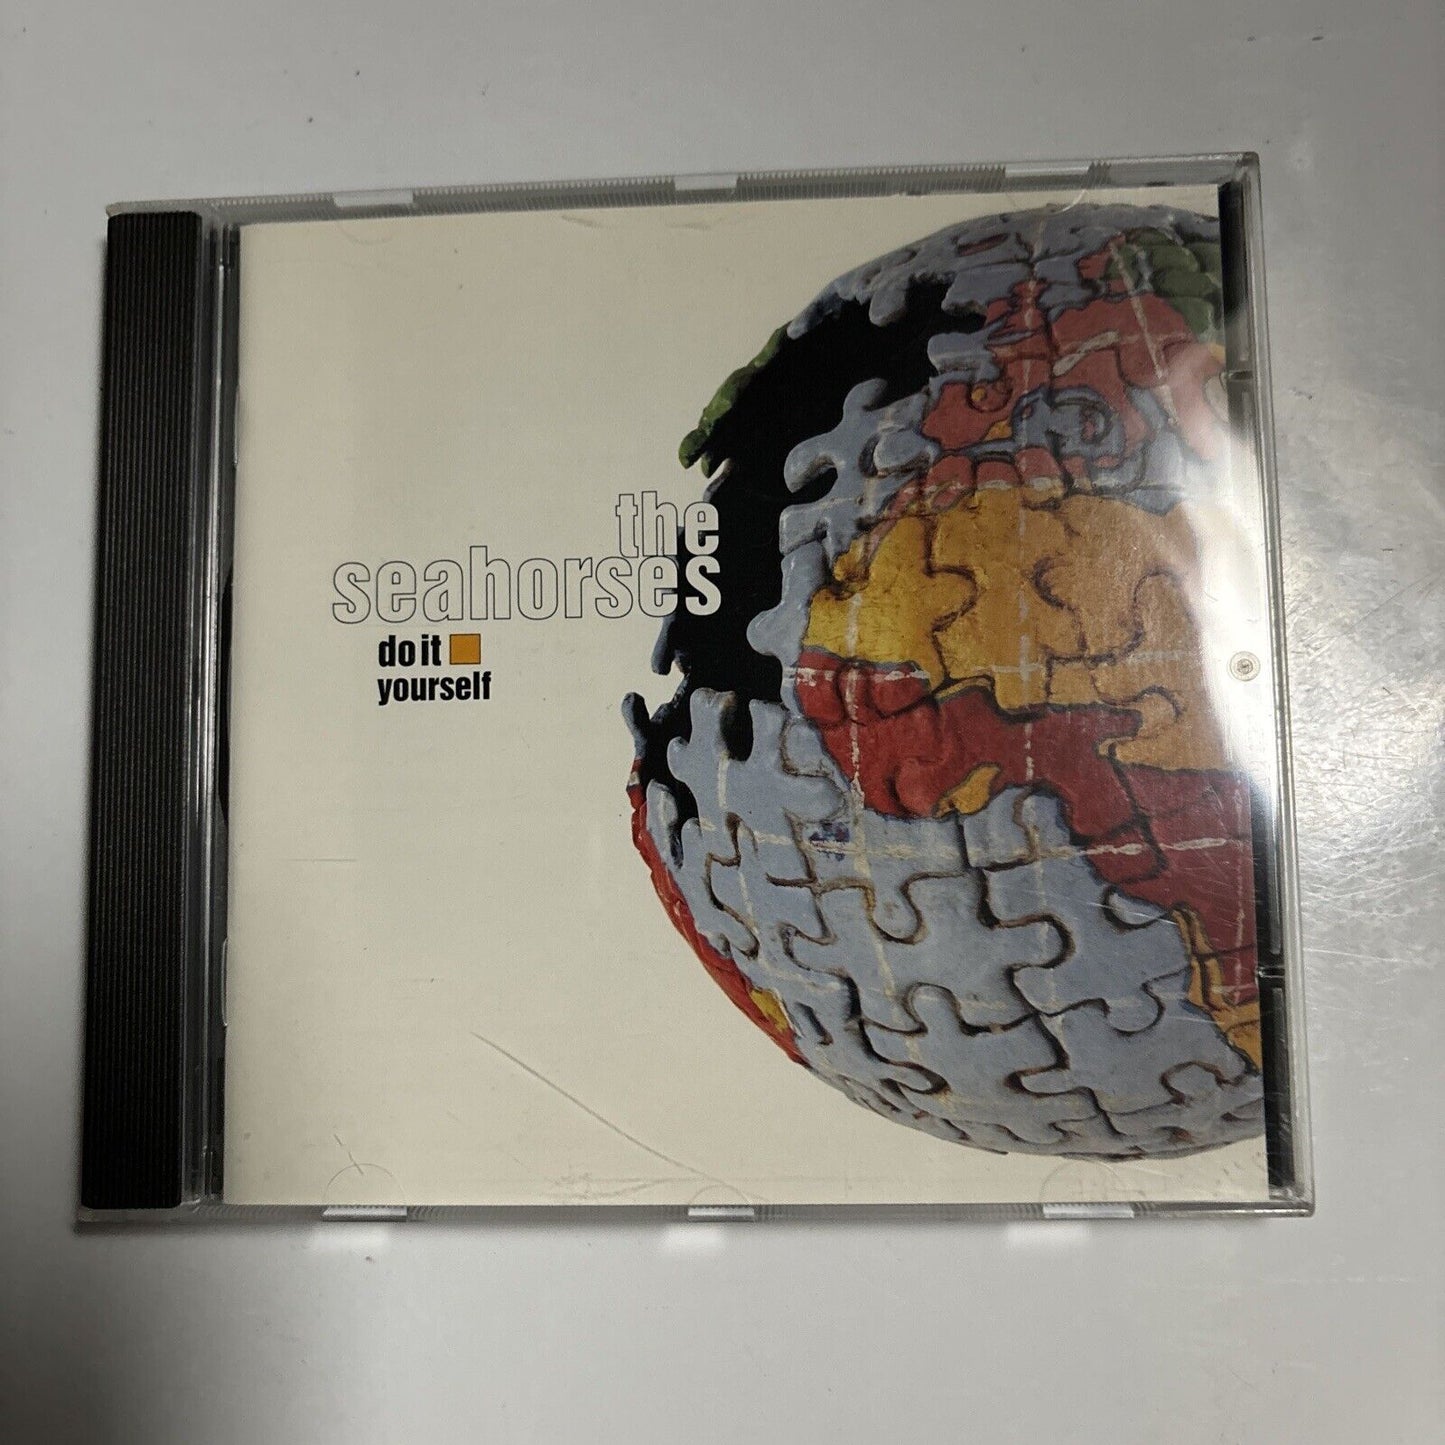 the
seahorses
do it
yourself